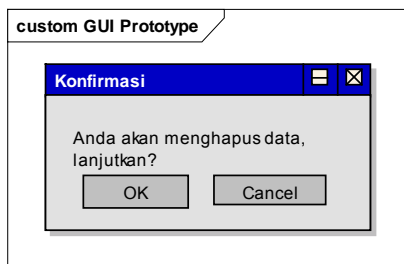 custom GUI Prototype
Konfirmasi
Anda akan menghapus data,
lanjutkan?
OK Cancel